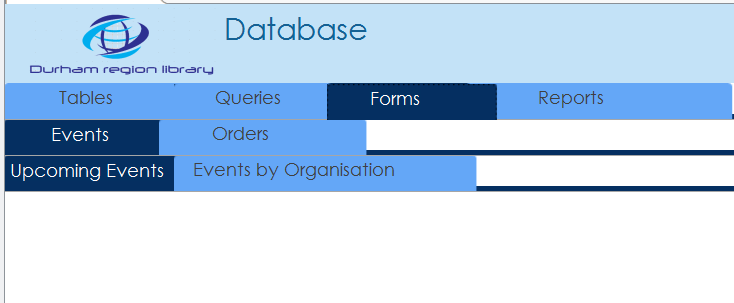 Database
Durham region library
Tables Queries Forms Reports
Events Orders
Upcoming Events Events by Organisation